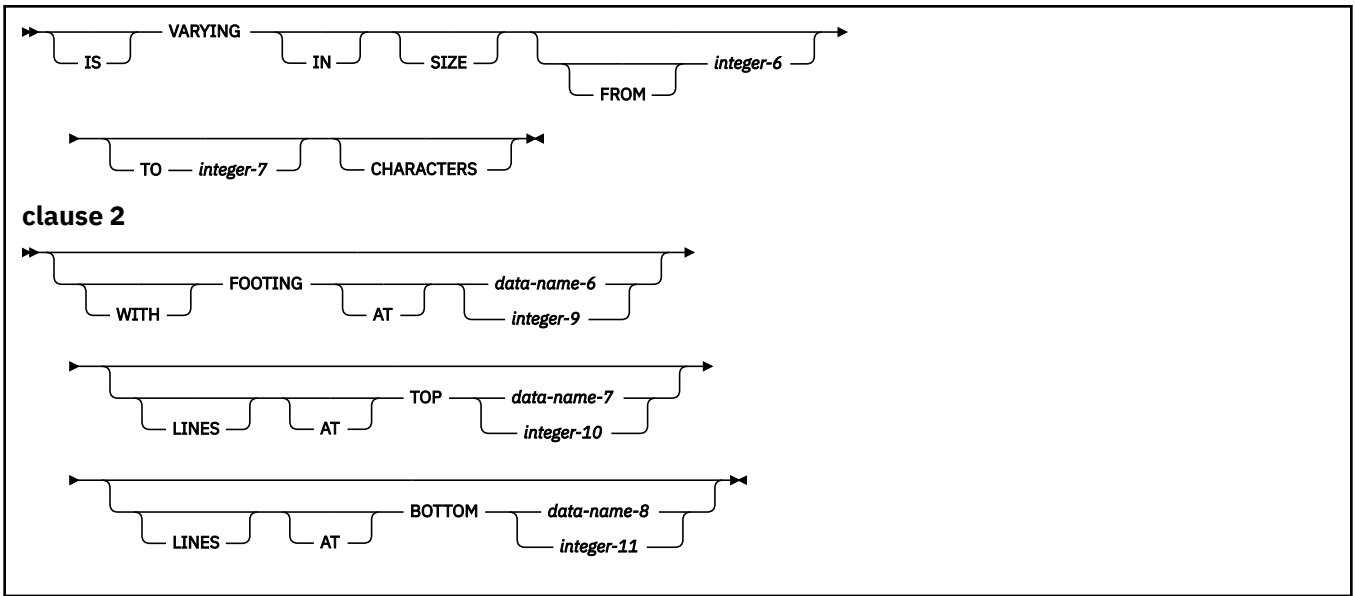 VARYING
IS IN SIZE integer-6
FROM
TO integer-7 CHARACTERS
clause 2
FOOTING data-name-6
WITH AT integer-9
TOP data-name-7
LINES AT integer-10
BOTTOM data-name-8
LINES AT integer-11